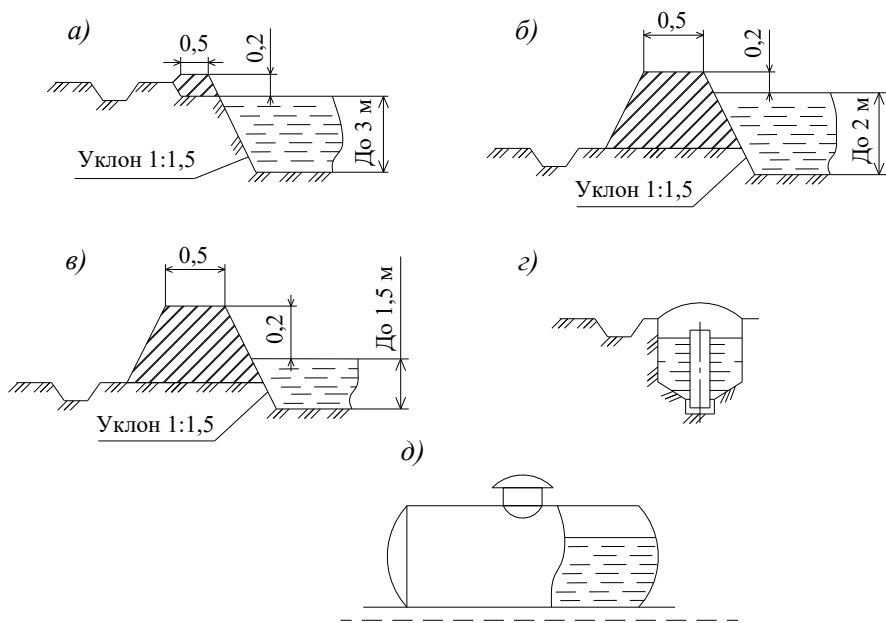 а)
0,5
0,2
До 3 м
Уклон 1:1,5
б)
0,5
0,2
До 2 м
Уклон 1:1,5
в)
0,5
0,2
До 1,5 м
Уклон 1:1,5
г)
д)